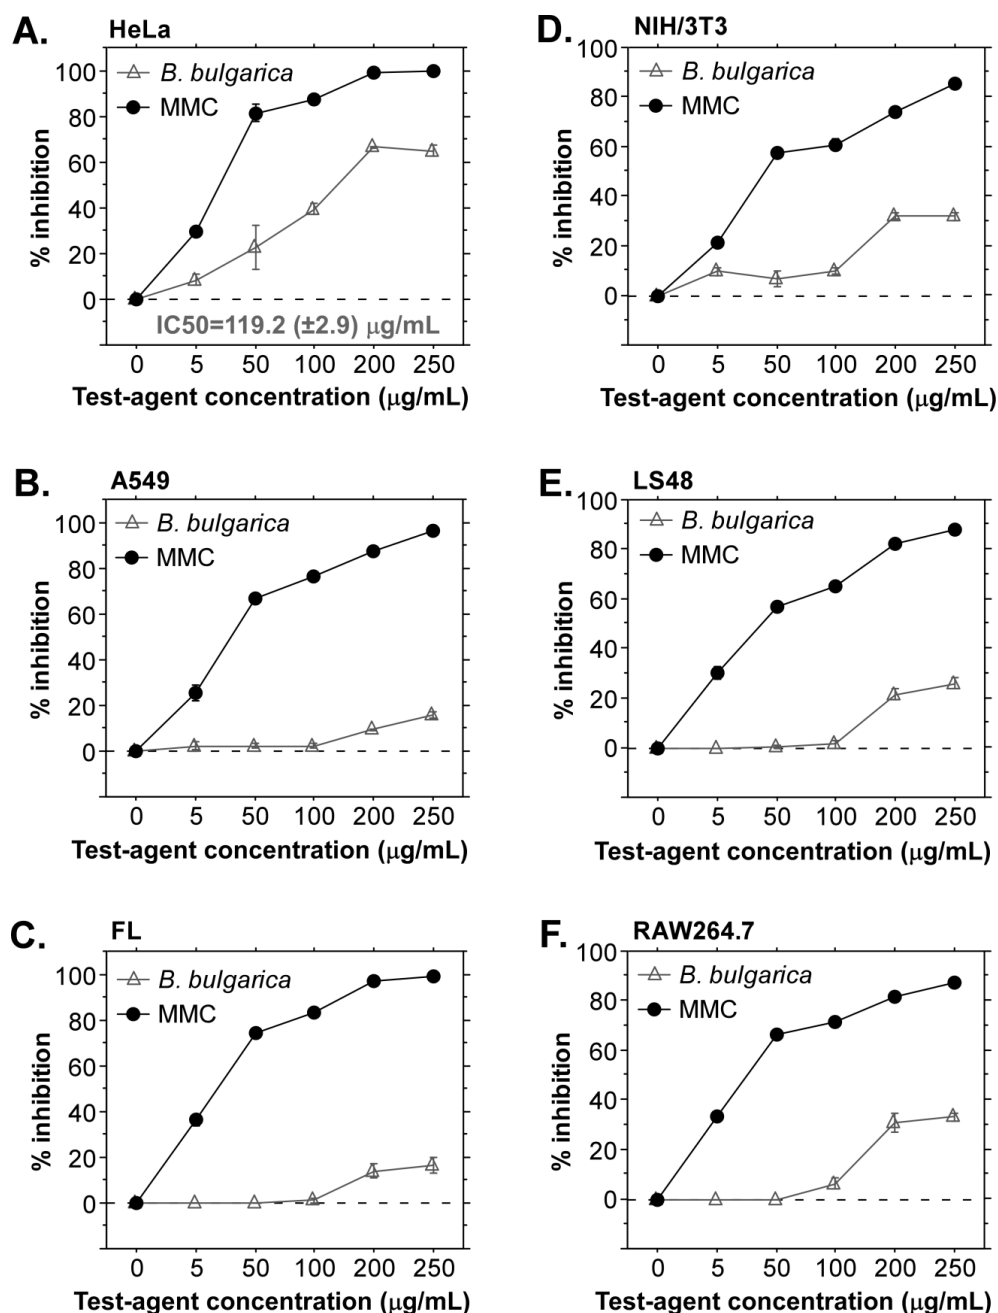 A.
HeLa
100
80
60
40
20
0
% inhibition
B. bulgarica
MMC
IC50=119.2 (±2.9) μg/mL
0 5 50 100 200 250
Test-agent concentration (μg/mL)
D.
NIH/3T3
100
80
60
40
20
0
% inhibition
B. bulgarica
MMC
0 5 50 100 200 250
Test-agent concentration (μg/mL)
B.
A549
100
80
60
40
20
0
% inhibition
B. bulgarica
MMC
0 5 50 100 200 250
Test-agent concentration (μg/mL)
E.
LS48
100
80
60
40
20
0
% inhibition
B. bulgarica
MMC
0 5 50 100 200 250
Test-agent concentration (μg/mL)
C.
FL
100
80
60
40
20
0
% inhibition
B. bulgarica
MMC
0 5 50 100 200 250
Test-agent concentration (μg/mL)
F.
RAW264.7
100
80
60
40
20
0
% inhibition
B. bulgarica
MMC
0 5 50 100 200 250
Test-agent concentration (μg/mL)